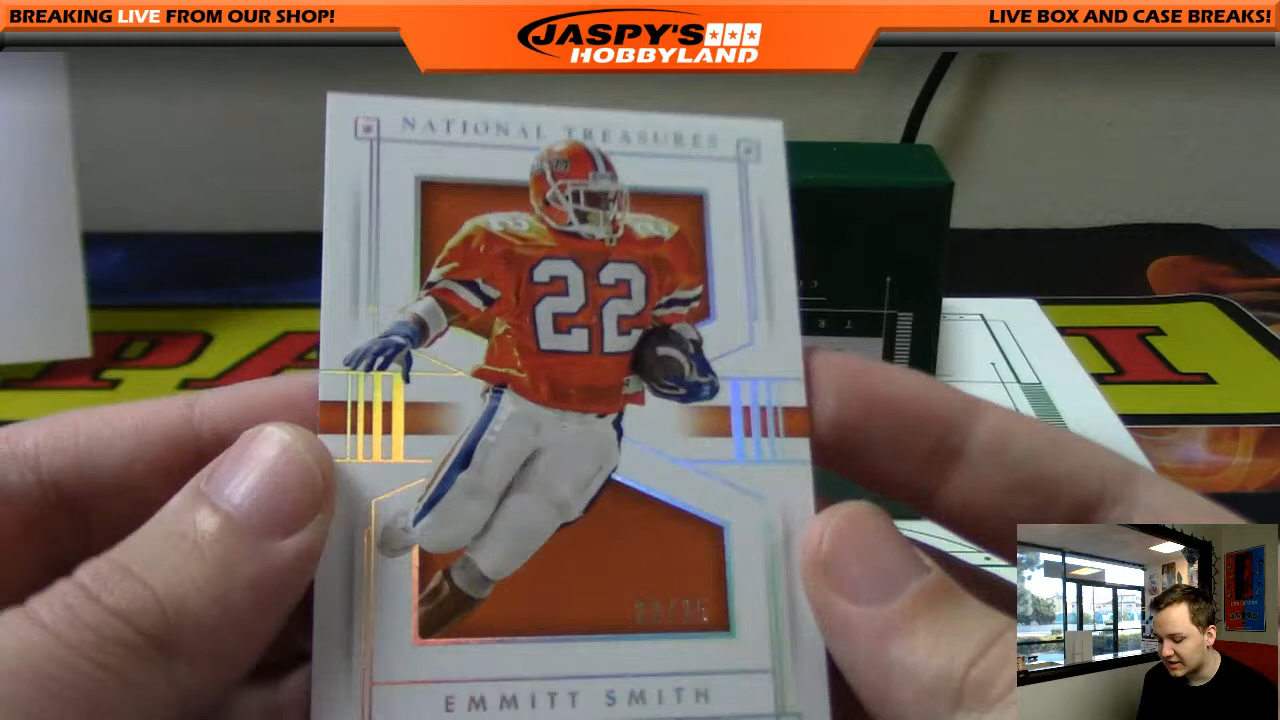 BREAKING LIVE FROM OUR SHOP!
JASPY'S
HOBBYLAND
LIVE BOX AND CASE BREAKS!
NATIONAL TREASURES
22
EMMITT SMITH